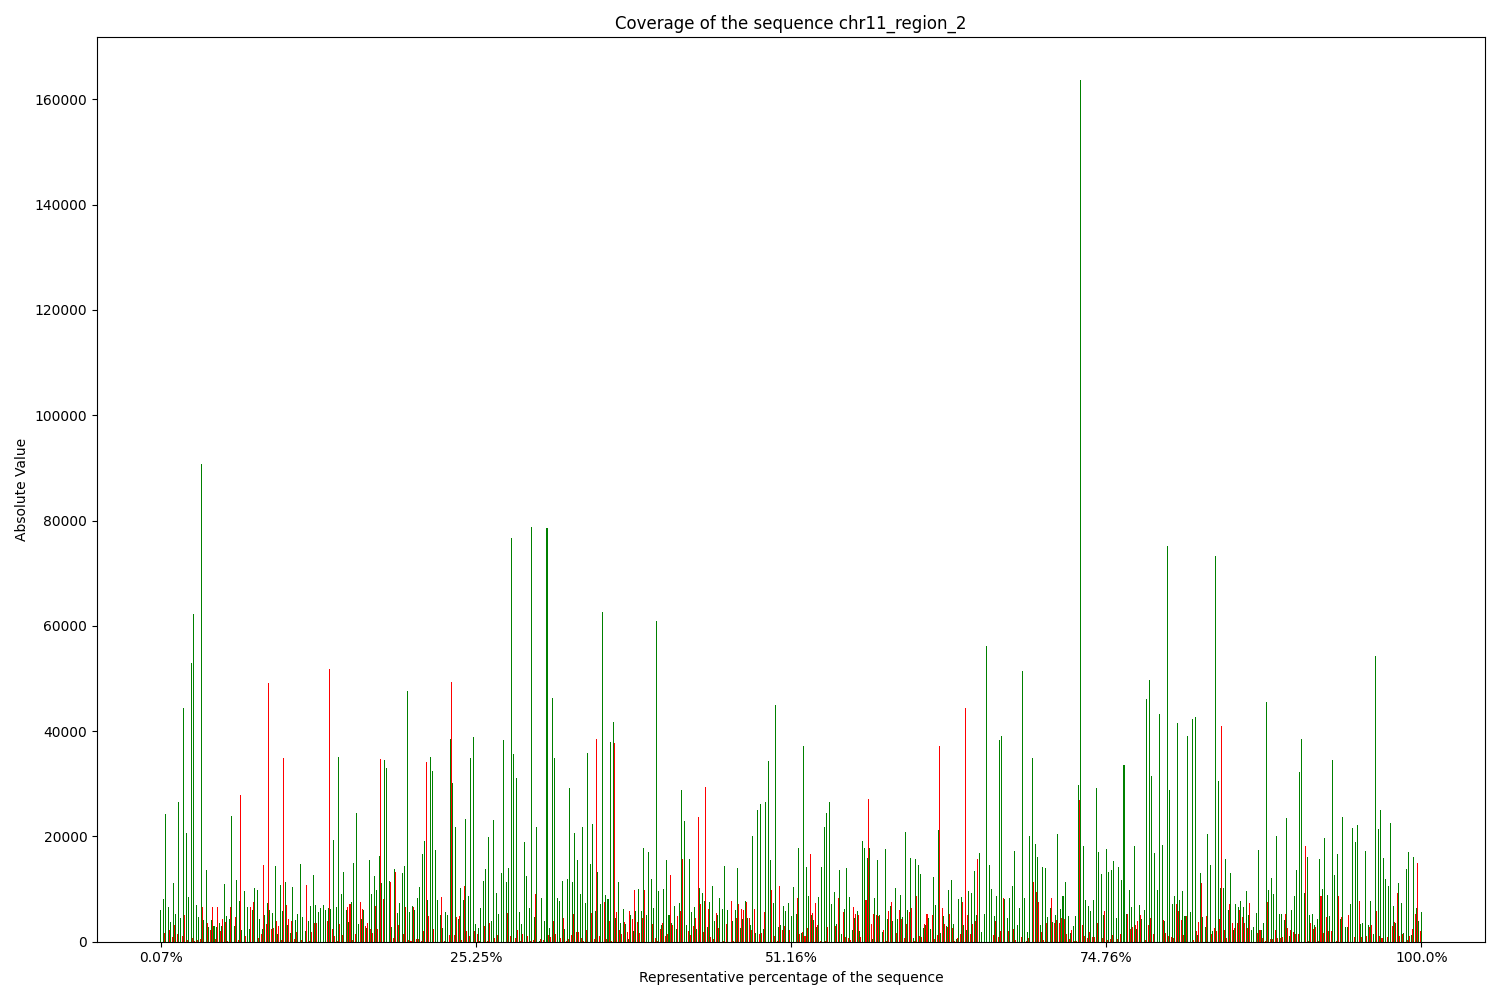 Coverage of the sequence chr11_region_2
Absolute Value
160000
140000
120000
100000
80000
60000
40000
20000
0
0.07% 25.25% 51.16% 74.76% 100.0%
Representative percentage of the sequence